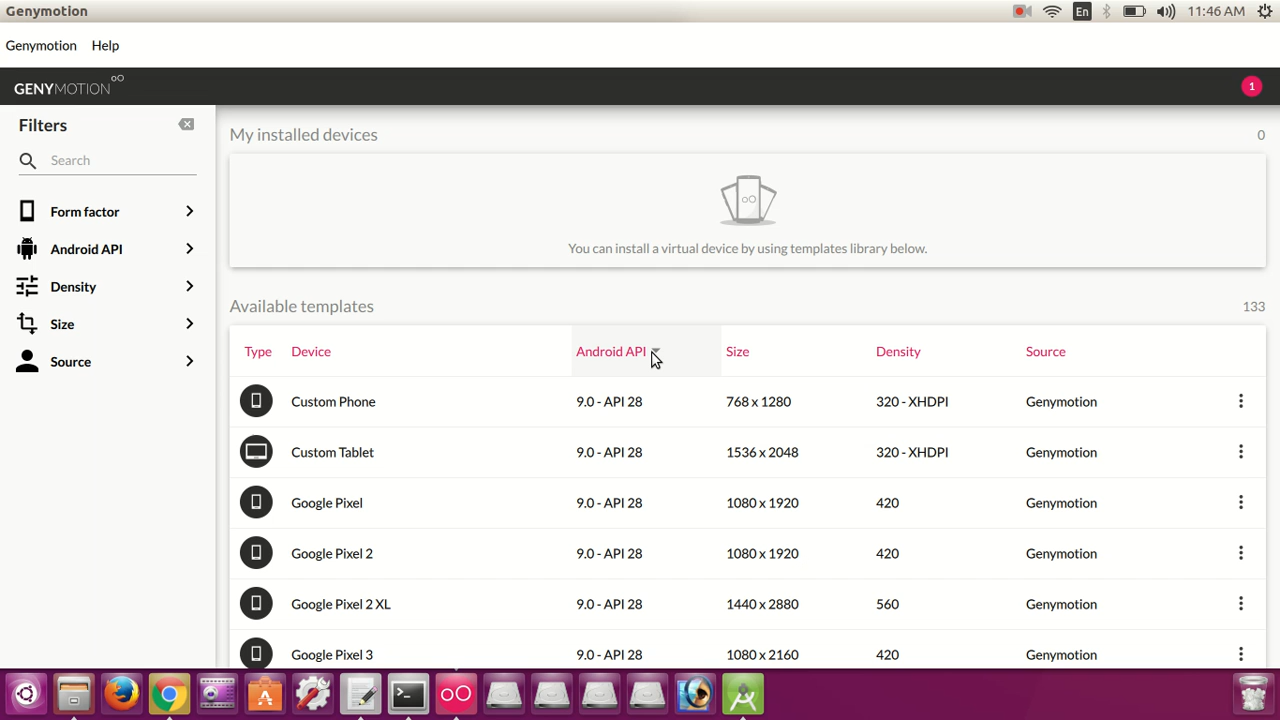 Genymotion
En
11:46 AM
Genymotion Help
GENYMOTION
1
Filters
Search
Form factor
Android API
Density
Size
Source
My installed devices 0
You can install a virtual device by using templates library below.
Available templates 133
Type Device Android API Size Density Source
Custom Phone 9.0 - API 28 768 x 1280 320 - XHDPI Genymotion
Custom Tablet 9.0 - API 28 1536 x 2048 320 - XHDPI Genymotion
Google Pixel 9.0 - API 28 1080 x 1920 420 Genymotion
Google Pixel 2 9.0 - API 28 1080 x 1920 420 Genymotion
Google Pixel 2 XL 9.0 - API 28 1440 x 2880 560 Genymotion
Google Pixel 3 9.0 - API 28 1080 x 2160 420 Genymotion